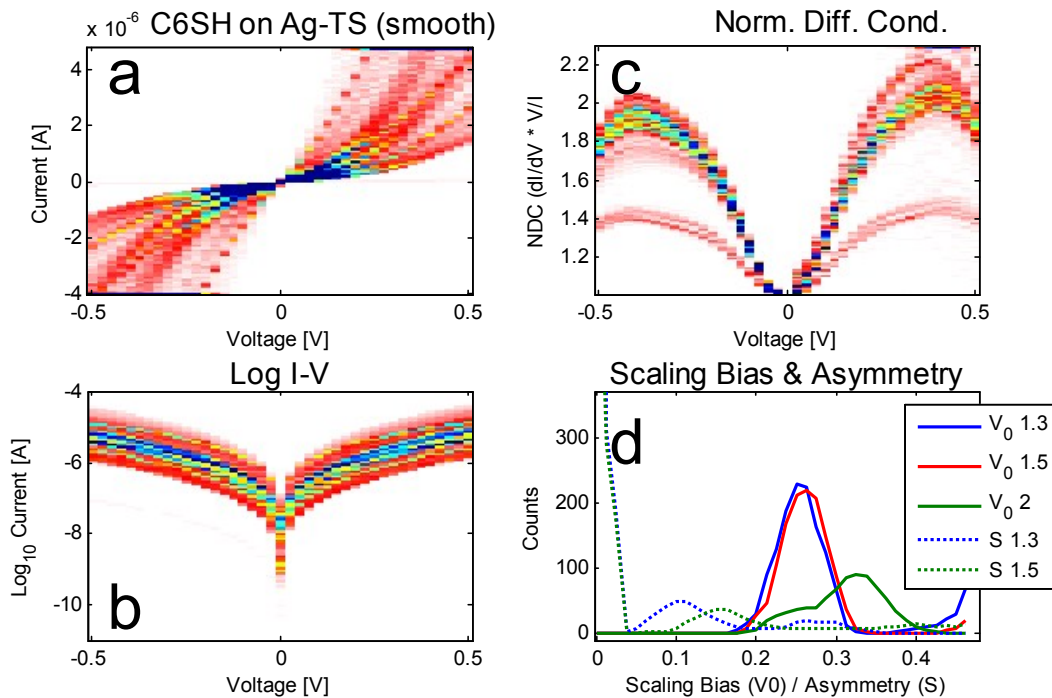 x 10⁻⁶ C6SH on Ag-TS (smooth)
a
Current [A]
4
2
0
-2
-4
-0.5 0 0.5
Voltage [V]
Norm. Diff. Cond.
c
NDC (dI/dV * V/I)
2.2
2
1.8
1.6
1.4
1.2
-0.5 0 0.5
Voltage [V]
Log I-V
b
Log₁₀ Current [A]
-4
-6
-8
-10
-0.5 0 0.5
Voltage [V]
Scaling Bias & Asymmetry
d
Counts
300
200
100
0
0 0.1 0.2 0.3 0.4
Scaling Bias (V0) / Asymmetry (S)
V₀ 1.3
V₀ 1.5
V₀ 2
S 1.3
S 1.5